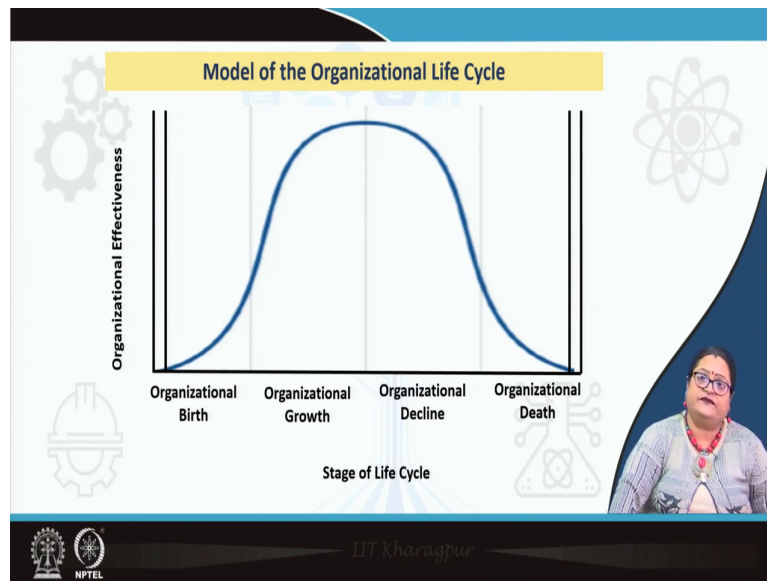 Model of the Organizational Life Cycle
Organizational Effectiveness
Organizational
Birth
Organizational
Growth
Organizational
Decline
Organizational
Death
Stage of Life Cycle
NPTEL
IIT Kharagpur